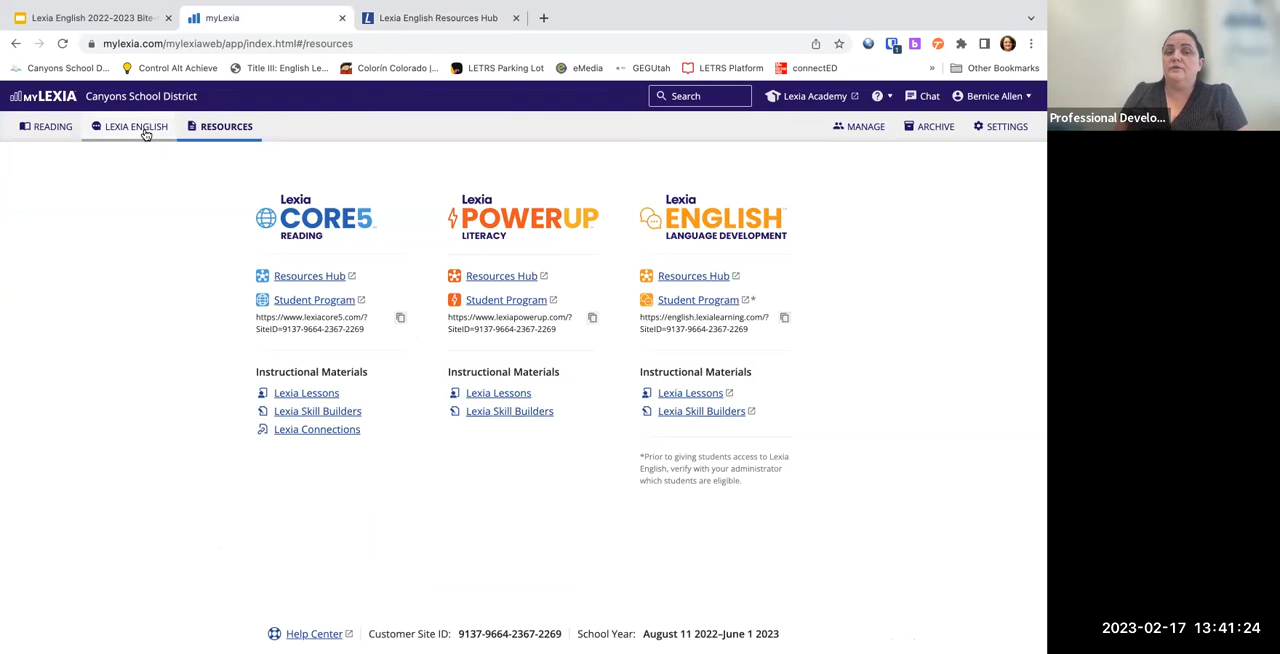 Lexia English 2022-2023 Bite-
myLexia
Lexia English Resources Hub
mylexia.com/mylexiaweb/app/index.html#/resources
Canyons School D...
Control Alt Achieve
Title III: English Le...
Colorín Colorado |...
LETRS Parking Lot
eMedia
GEGUtah
LETRS Platform
connectED
»
Other Bookmarks
myLEXIA
Canyons School District
Search
Lexia Academy
Chat
Bernice Allen
READING
LEXIA ENGLISH
RESOURCES
MANAGE
ARCHIVE
SETTINGS
Professional Develo...
Lexia
CORE5
READING
Resources Hub
Student Program
https://www.lexiacore5.com/?
SiteID=9137-9664-2367-2269
Instructional Materials
Lexia Lessons
Lexia Skill Builders
Lexia Connections
Lexia
POWERUP
LITERACY
Resources Hub
Student Program
https://www.lexiapowerup.com/?
SiteID=9137-9664-2367-2269
Instructional Materials
Lexia Lessons
Lexia Skill Builders
Lexia
ENGLISH
LANGUAGE DEVELOPMENT
Resources Hub
Student Program *
https://english.lexialearning.com/?
SiteID=9137-9664-2367-2269
Instructional Materials
Lexia Lessons
Lexia Skill Builders
*Prior to giving students access to Lexia
English, verify with your administrator
which students are eligible.
Help Center
Customer Site ID: 9137-9664-2367-2269
School Year: August 11 2022–June 1 2023
2023-02-17 13:41:24